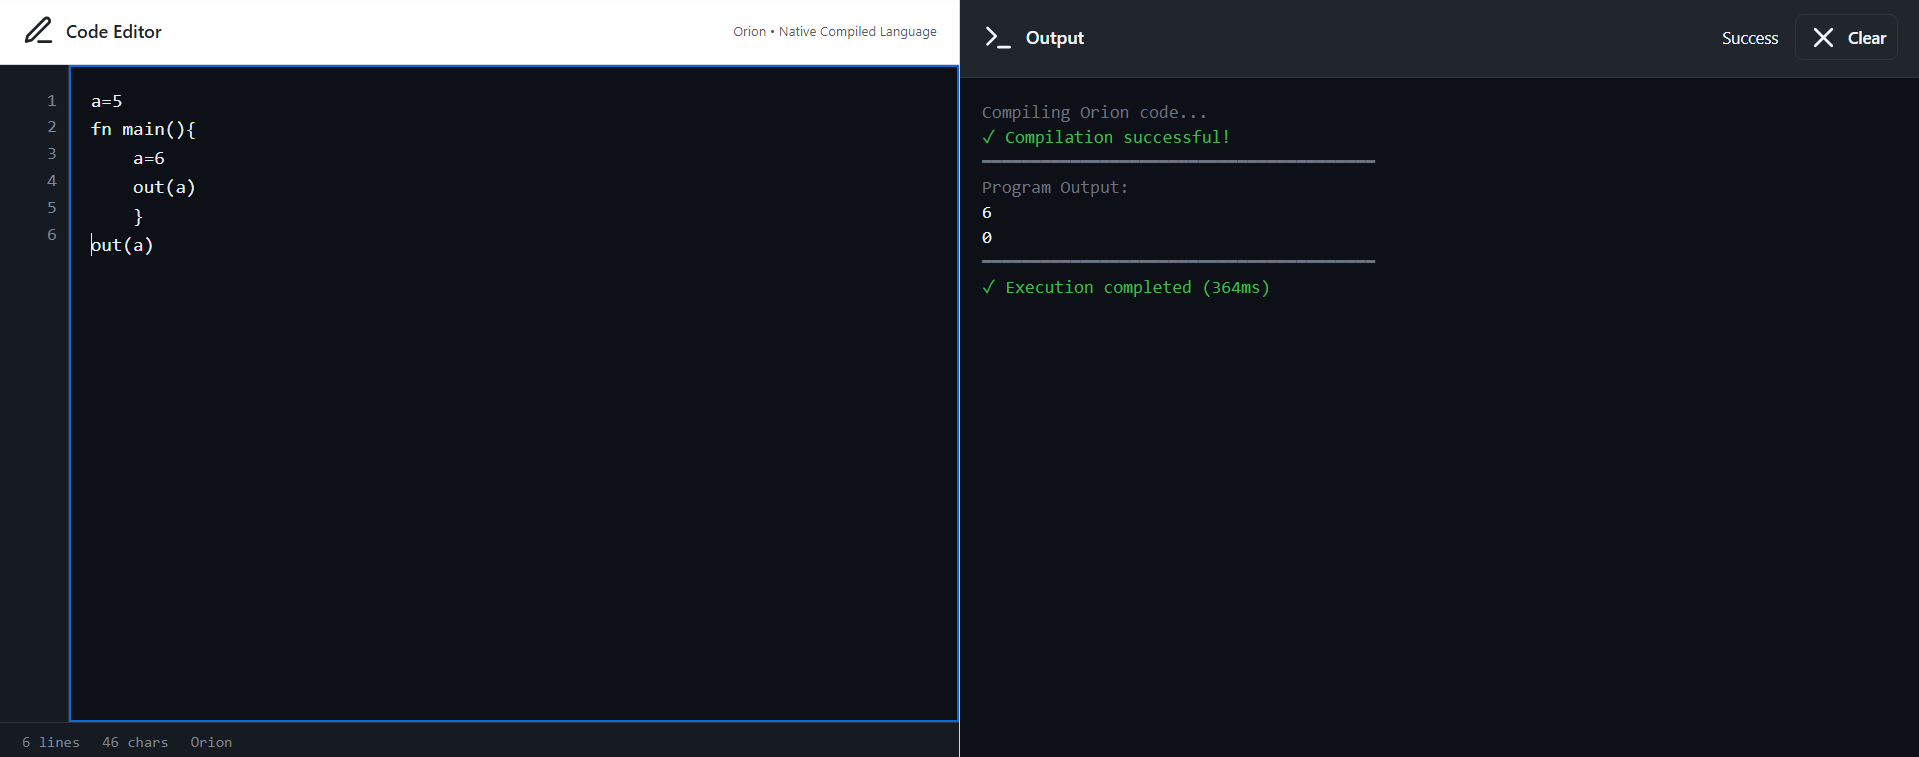 Code Editor
Orion • Native Compiled Language
1 a=5
2 fn main(){
3     a=6
4     out(a)
5     }
6 out(a)
6 lines 46 chars Orion
Output
Success
Clear
Compiling Orion code...
✓ Compilation successful!
Program Output:
6
0
✓ Execution completed (364ms)